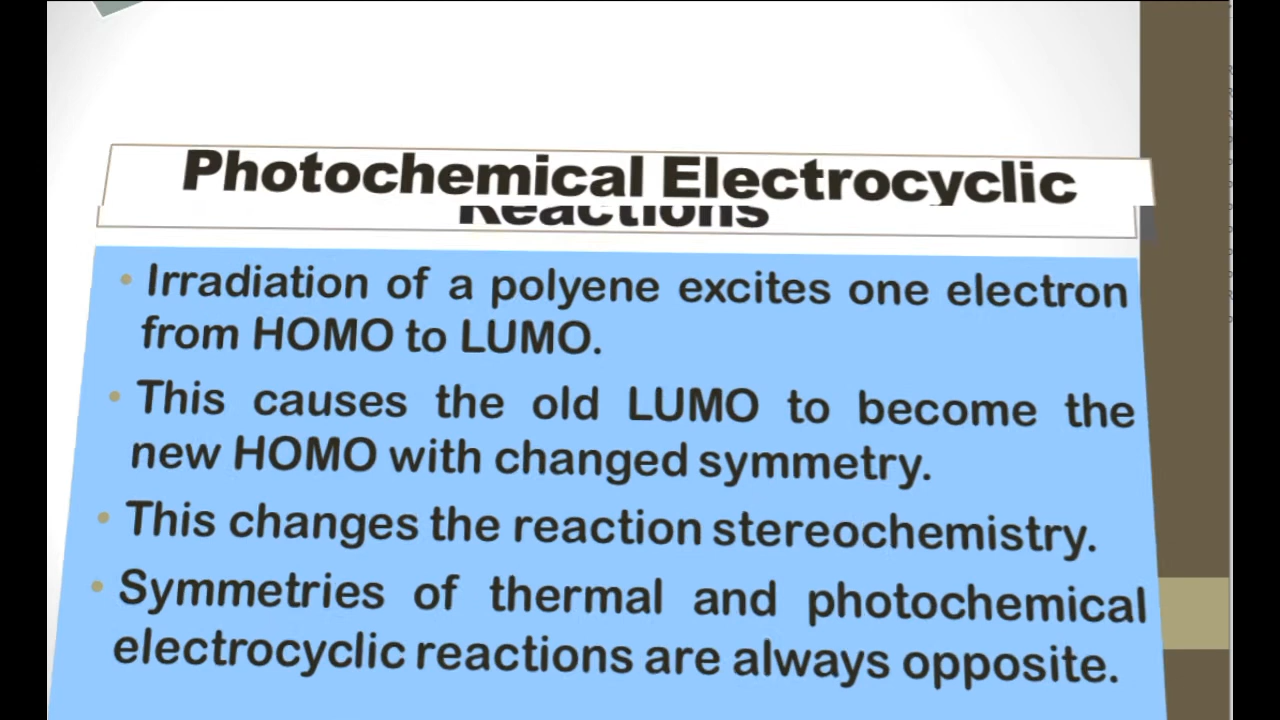 Photochemical Electrocyclic
Reactions
• Irradiation of a polyene excites one electron
from HOMO to LUMO.
• This causes the old LUMO to become the
new HOMO with changed symmetry.
• This changes the reaction stereochemistry.
• Symmetries of thermal and photochemical
electrocyclic reactions are always opposite.